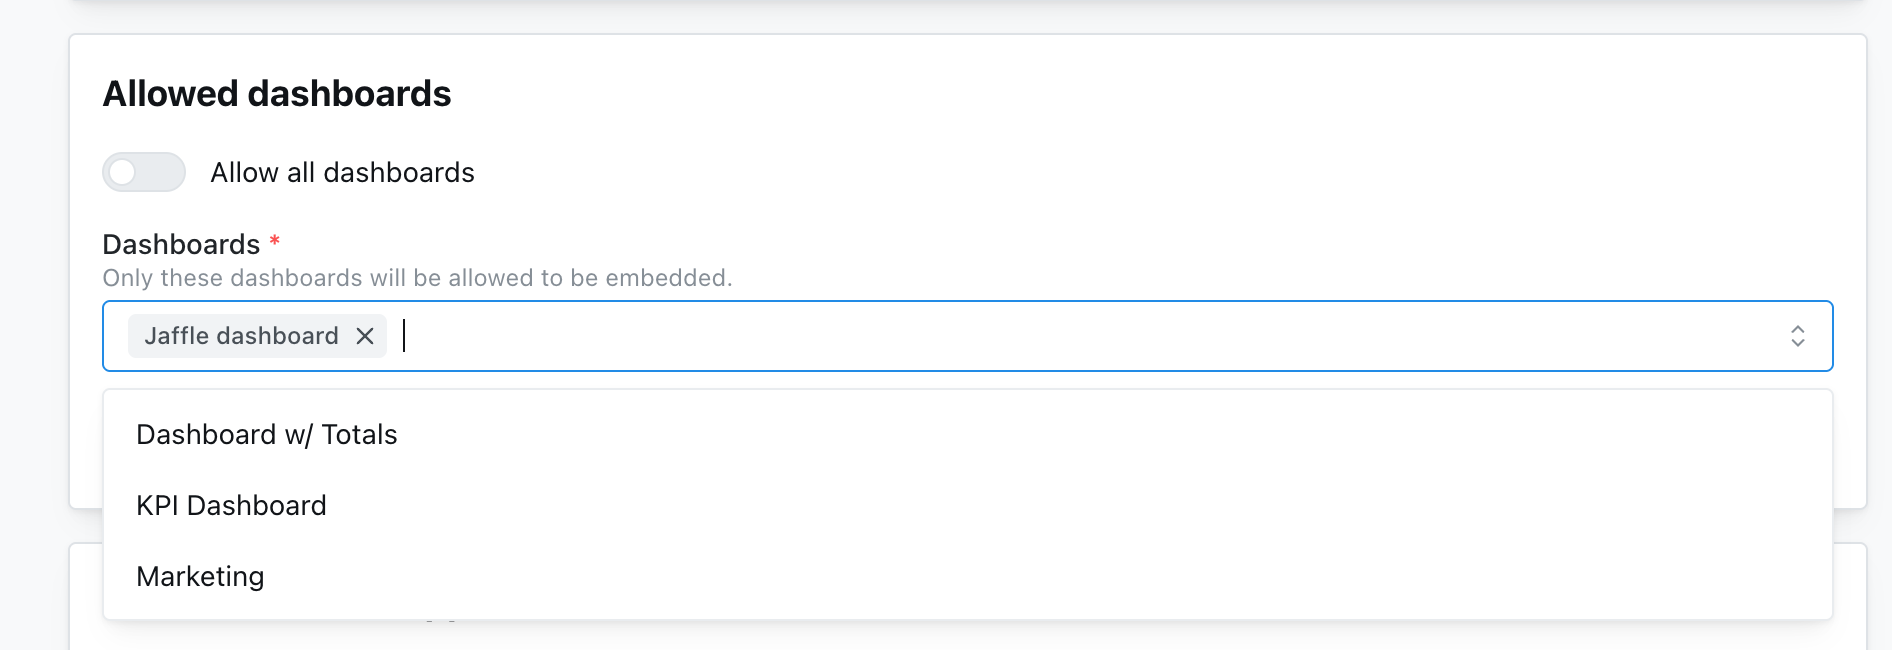 Allowed dashboards
Allow all dashboards
Dashboards *
Only these dashboards will be allowed to be embedded.
Jaffle dashboard
Dashboard w/ Totals
KPI Dashboard
Marketing